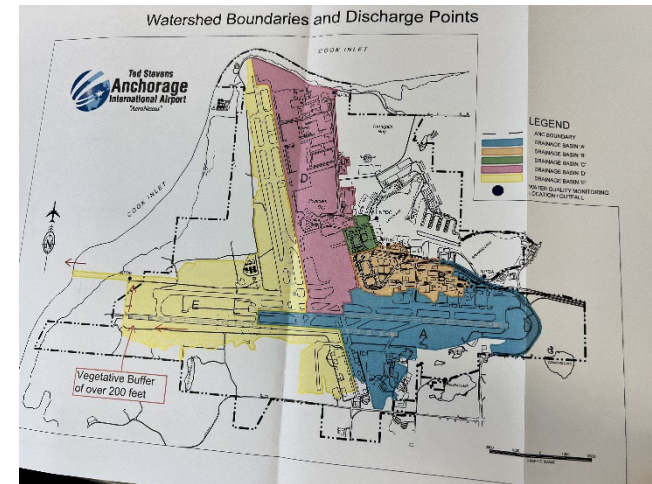 Watershed Boundaries and Discharge Points
COOK INLET
Ted Stevens
Anchorage
International Airport
COOK INLET
D
E
A
Vegetative Buffer
of over 200 feet
LEGEND
ANC BOUNDARY
DRAINAGE BASIN 'A'
DRAINAGE BASIN 'B'
DRAINAGE BASIN 'C'
DRAINAGE BASIN 'D'
DRAINAGE BASIN 'E'
WATER QUALITY MONITORING
LOCATION / OUTFALL